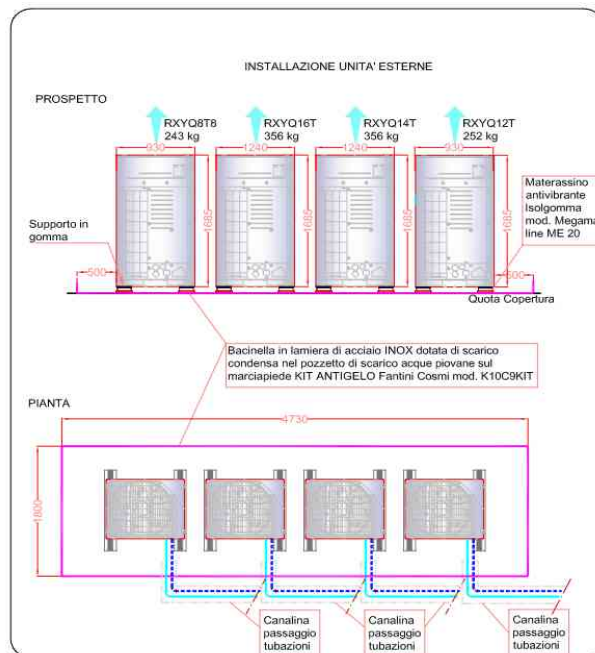 INSTALLAZIONE UNITA' ESTERNE
PROSPETTO
RXYQ8T8
243 kg
RXYQ16T
356 kg
RXYQ14T
356 kg
RXYQ12T
252 kg
930
1240
1240
930
1685
1685
1685
1685
Supporto in
gomma
Materassino
antivibrante
Isolgomma
mod. Megama
line ME 20
500
500
Quota Copertura
Bacinella in lamiera di acciaio INOX dotata di scarico
condensa nel pozzetto di scarico acque piovane sul
marciapiede KIT ANTIGELO Fantini Cosmi mod. K10C9KIT
PIANTA
4730
1800
Canalina
passaggio
tubazioni
Canalina
passaggio
tubazioni
Canalina
passaggio
tubazioni